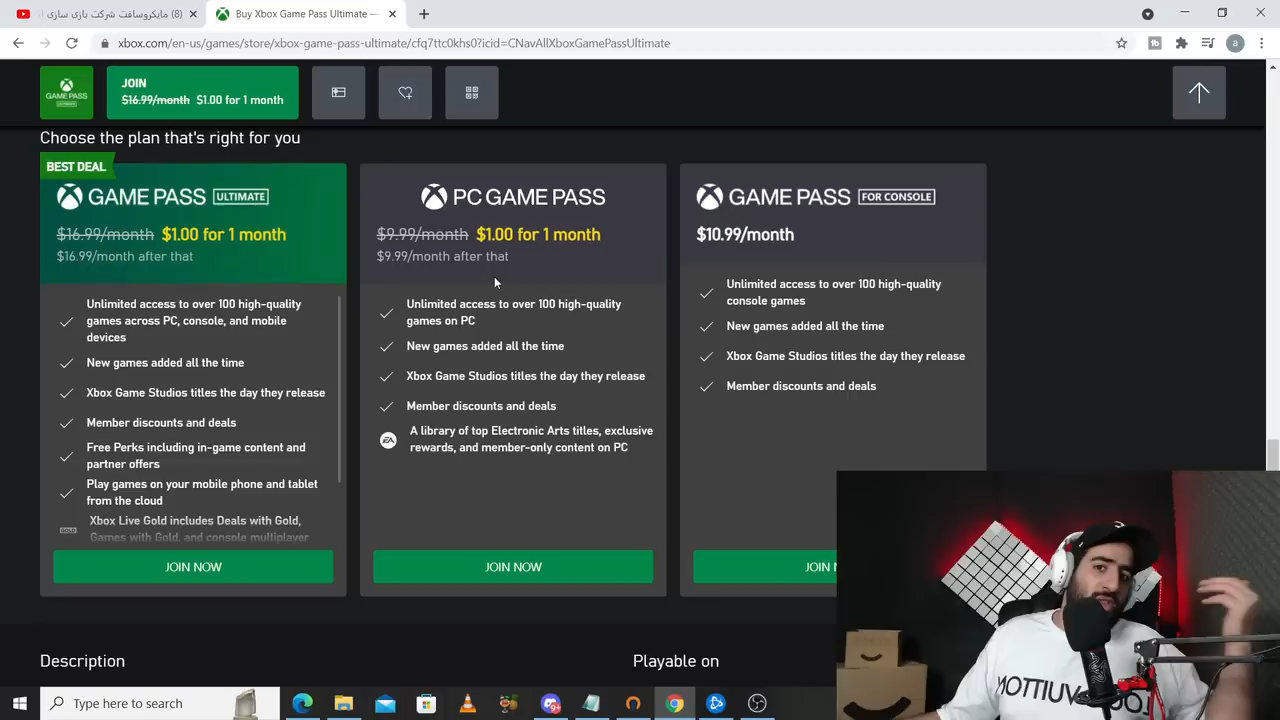 (8) مایکروسافت شرکت بازی سازی ا
Buy Xbox Game Pass Ultimate —
xbox.com/en-us/games/store/xbox-game-pass-ultimate/cfq7ttc0khs0?icid=CNavAllXboxGamePassUltimate
GAME PASS
ULTIMATE
JOIN
$16.99/month $1.00 for 1 month
Choose the plan that's right for you
BEST DEAL
GAME PASS ULTIMATE
$16.99/month $1.00 for 1 month
$16.99/month after that
Unlimited access to over 100 high-quality
games across PC, console, and mobile
devices
New games added all the time
Xbox Game Studios titles the day they release
Member discounts and deals
Free Perks including in-game content and
partner offers
Play games on your mobile phone and tablet
from the cloud
GOLD
Xbox Live Gold includes Deals with Gold,
Games with Gold, and console multiplayer
JOIN NOW
PC GAME PASS
$9.99/month $1.00 for 1 month
$9.99/month after that
Unlimited access to over 100 high-quality
games on PC
New games added all the time
Xbox Game Studios titles the day they release
Member discounts and deals
EA
A library of top Electronic Arts titles, exclusive
rewards, and member-only content on PC
JOIN NOW
GAME PASS FOR CONSOLE
$10.99/month
Unlimited access to over 100 high-quality
console games
New games added all the time
Xbox Game Studios titles the day they release
Member discounts and deals
JOIN N
Description
Playable on
Type here to search